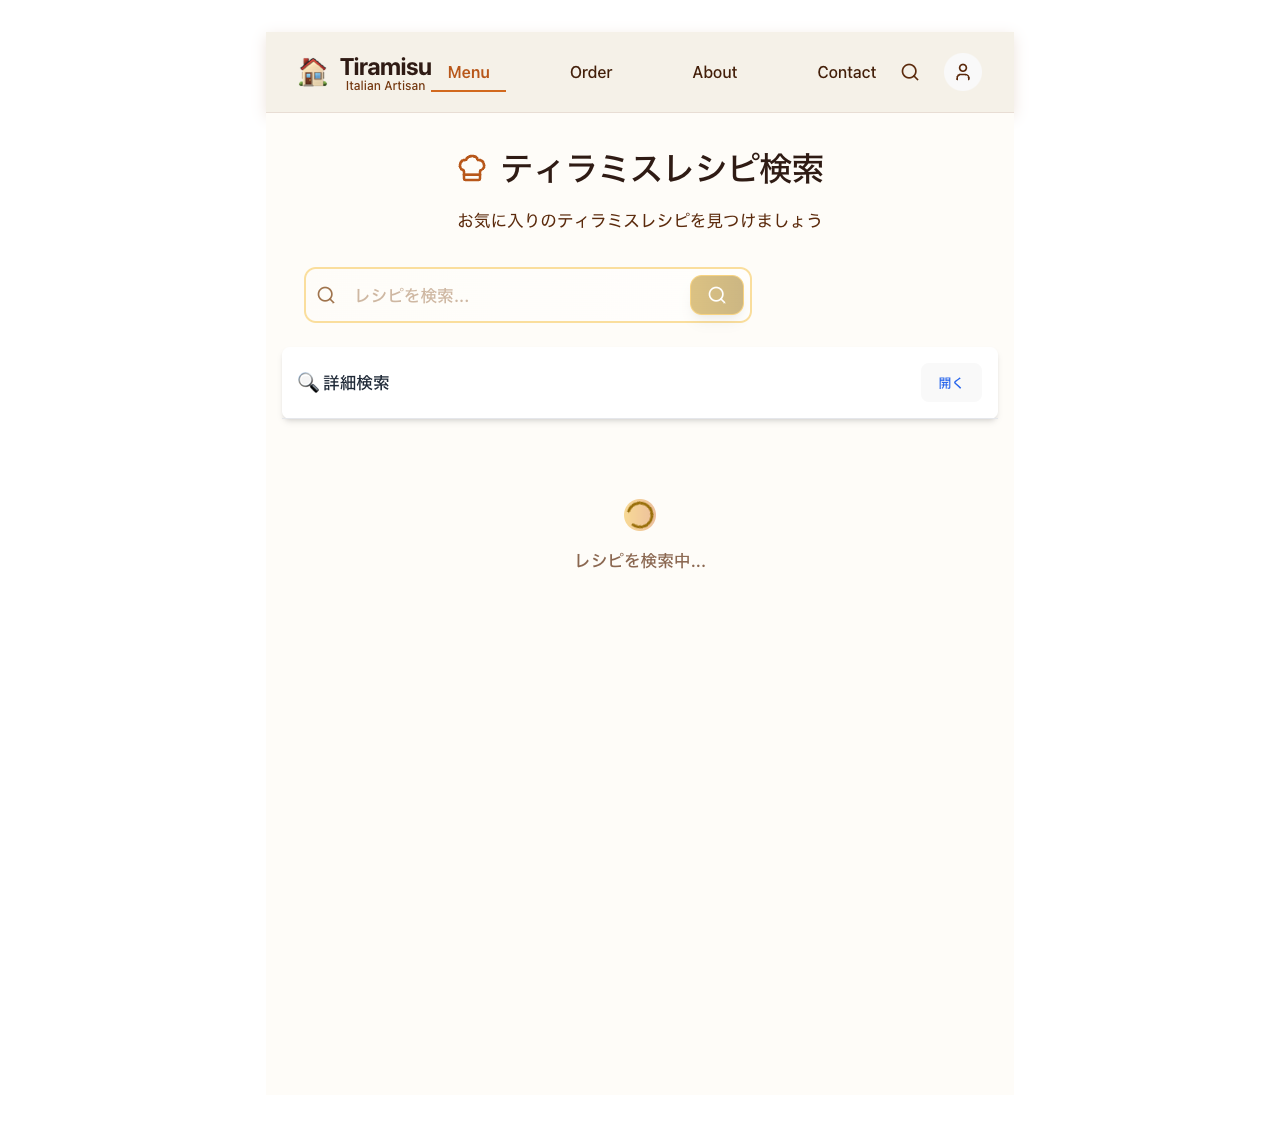 Tiramisu
Italian Artisan
Menu
Order
About
Contact
ティラミスレシピ検索
お気に入りのティラミスレシピを見つけましょう
レシピを検索...
詳細検索
開く
レシピを検索中...